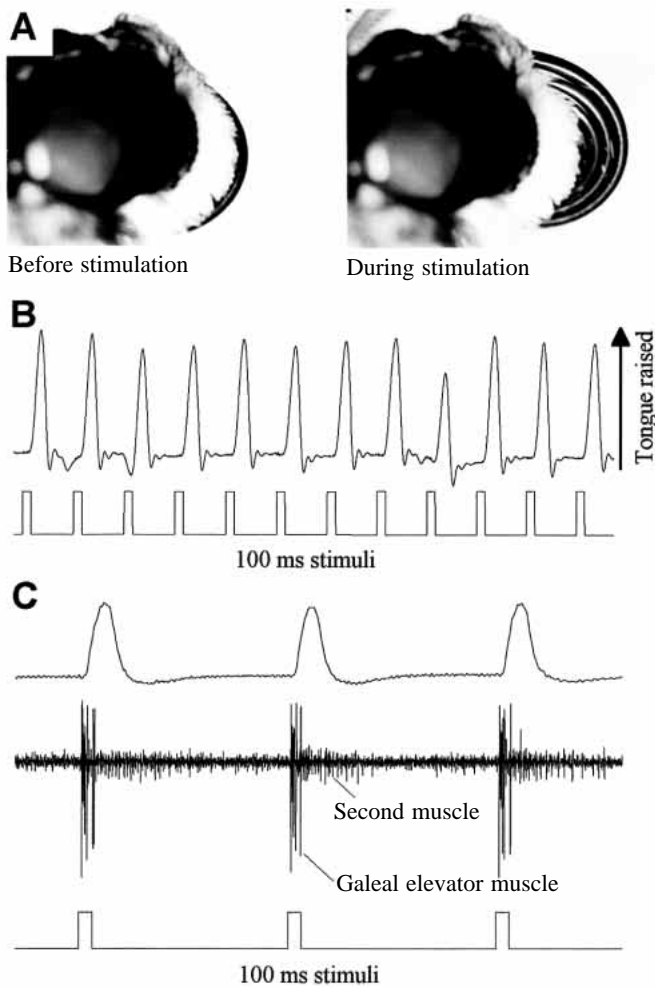 A
Before stimulation
During stimulation
B
Tongue raised
100 ms stimuli
C
Second muscle
Galeal elevator muscle
100 ms stimuli